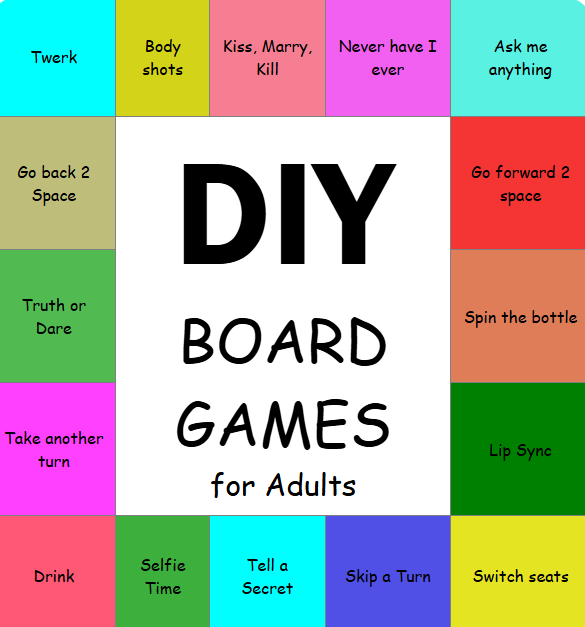 Twerk
Body
shots
Kiss, Marry,
Kill
Never have I
ever
Ask me
anything
Go back 2
Space
DIY
Go forward 2
space
Truth or
Dare
BOARD
Spin the bottle
Take another
turn
GAMES
for Adults
Lip Sync
Drink
Selfie
Time
Tell a
Secret
Skip a Turn
Switch seats